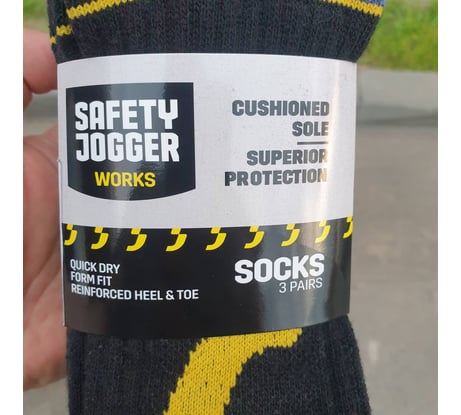 SAFETY
JOGGER
WORKS
CUSHIONED
SOLE
SUPERIOR
PROTECTION
QUICK DRY
FORM FIT
REINFORCED HEEL & TOE
SOCKS
3 PAIRS